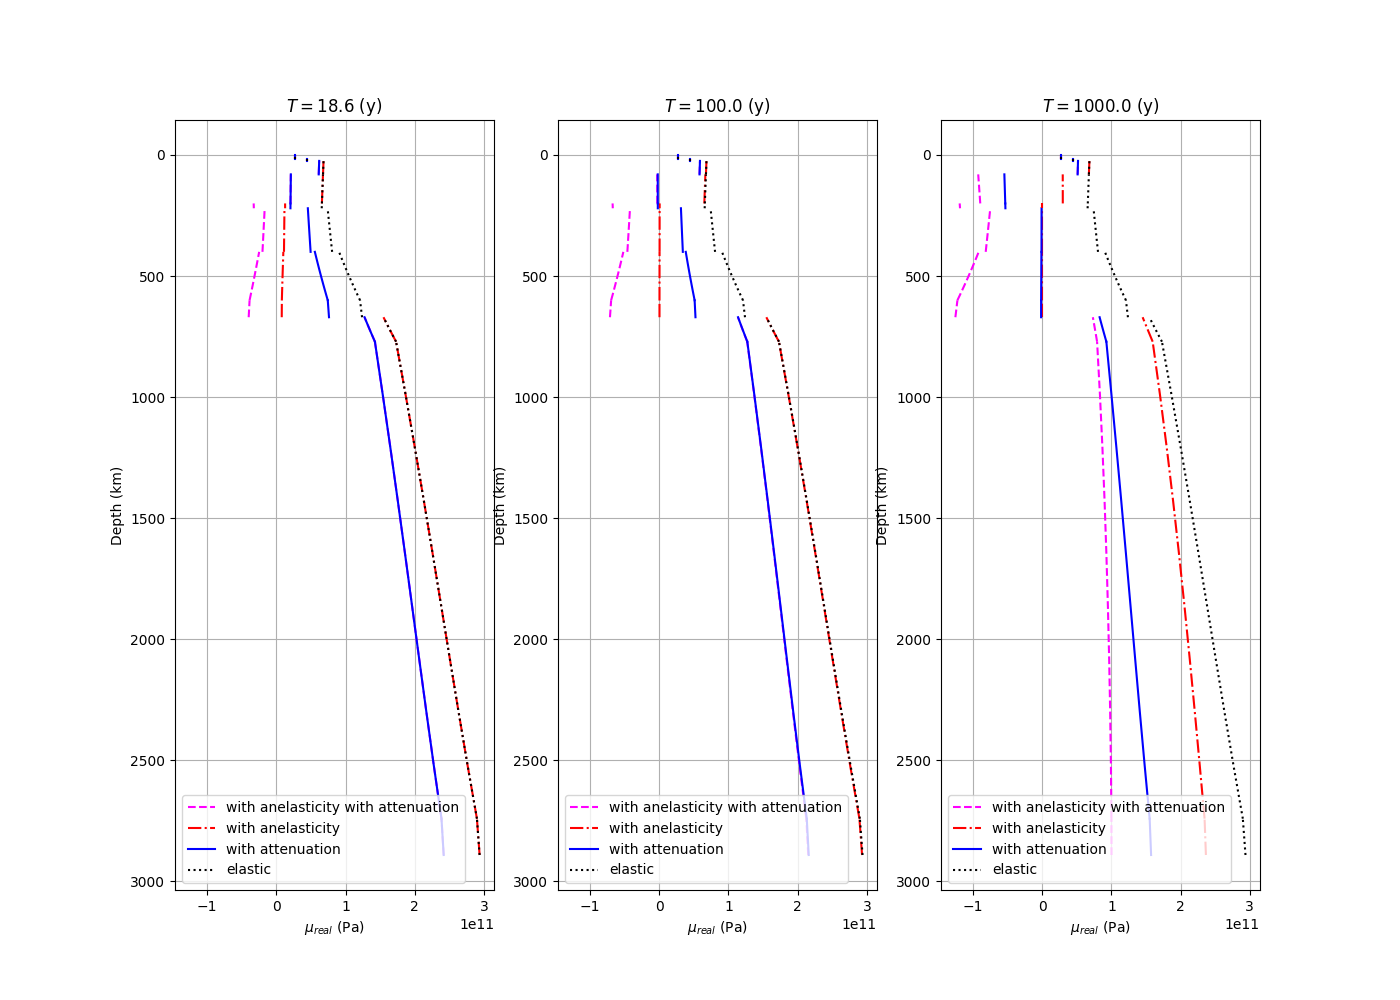 T = 18.6 (y)
0
500
1000
1500
2000
2500
3000
Depth (km)
with anelasticity with attenuation
with anelasticity
with attenuation
elastic
−1 0 1 2 3
1e11
μreal (Pa)
T = 100.0 (y)
0
500
1000
1500
2000
2500
3000
Depth (km)
with anelasticity with attenuation
with anelasticity
with attenuation
elastic
−1 0 1 2 3
1e11
μreal (Pa)
T = 1000.0 (y)
0
500
1000
1500
2000
2500
3000
Depth (km)
with anelasticity with attenuation
with anelasticity
with attenuation
elastic
−1 0 1 2 3
1e11
μreal (Pa)